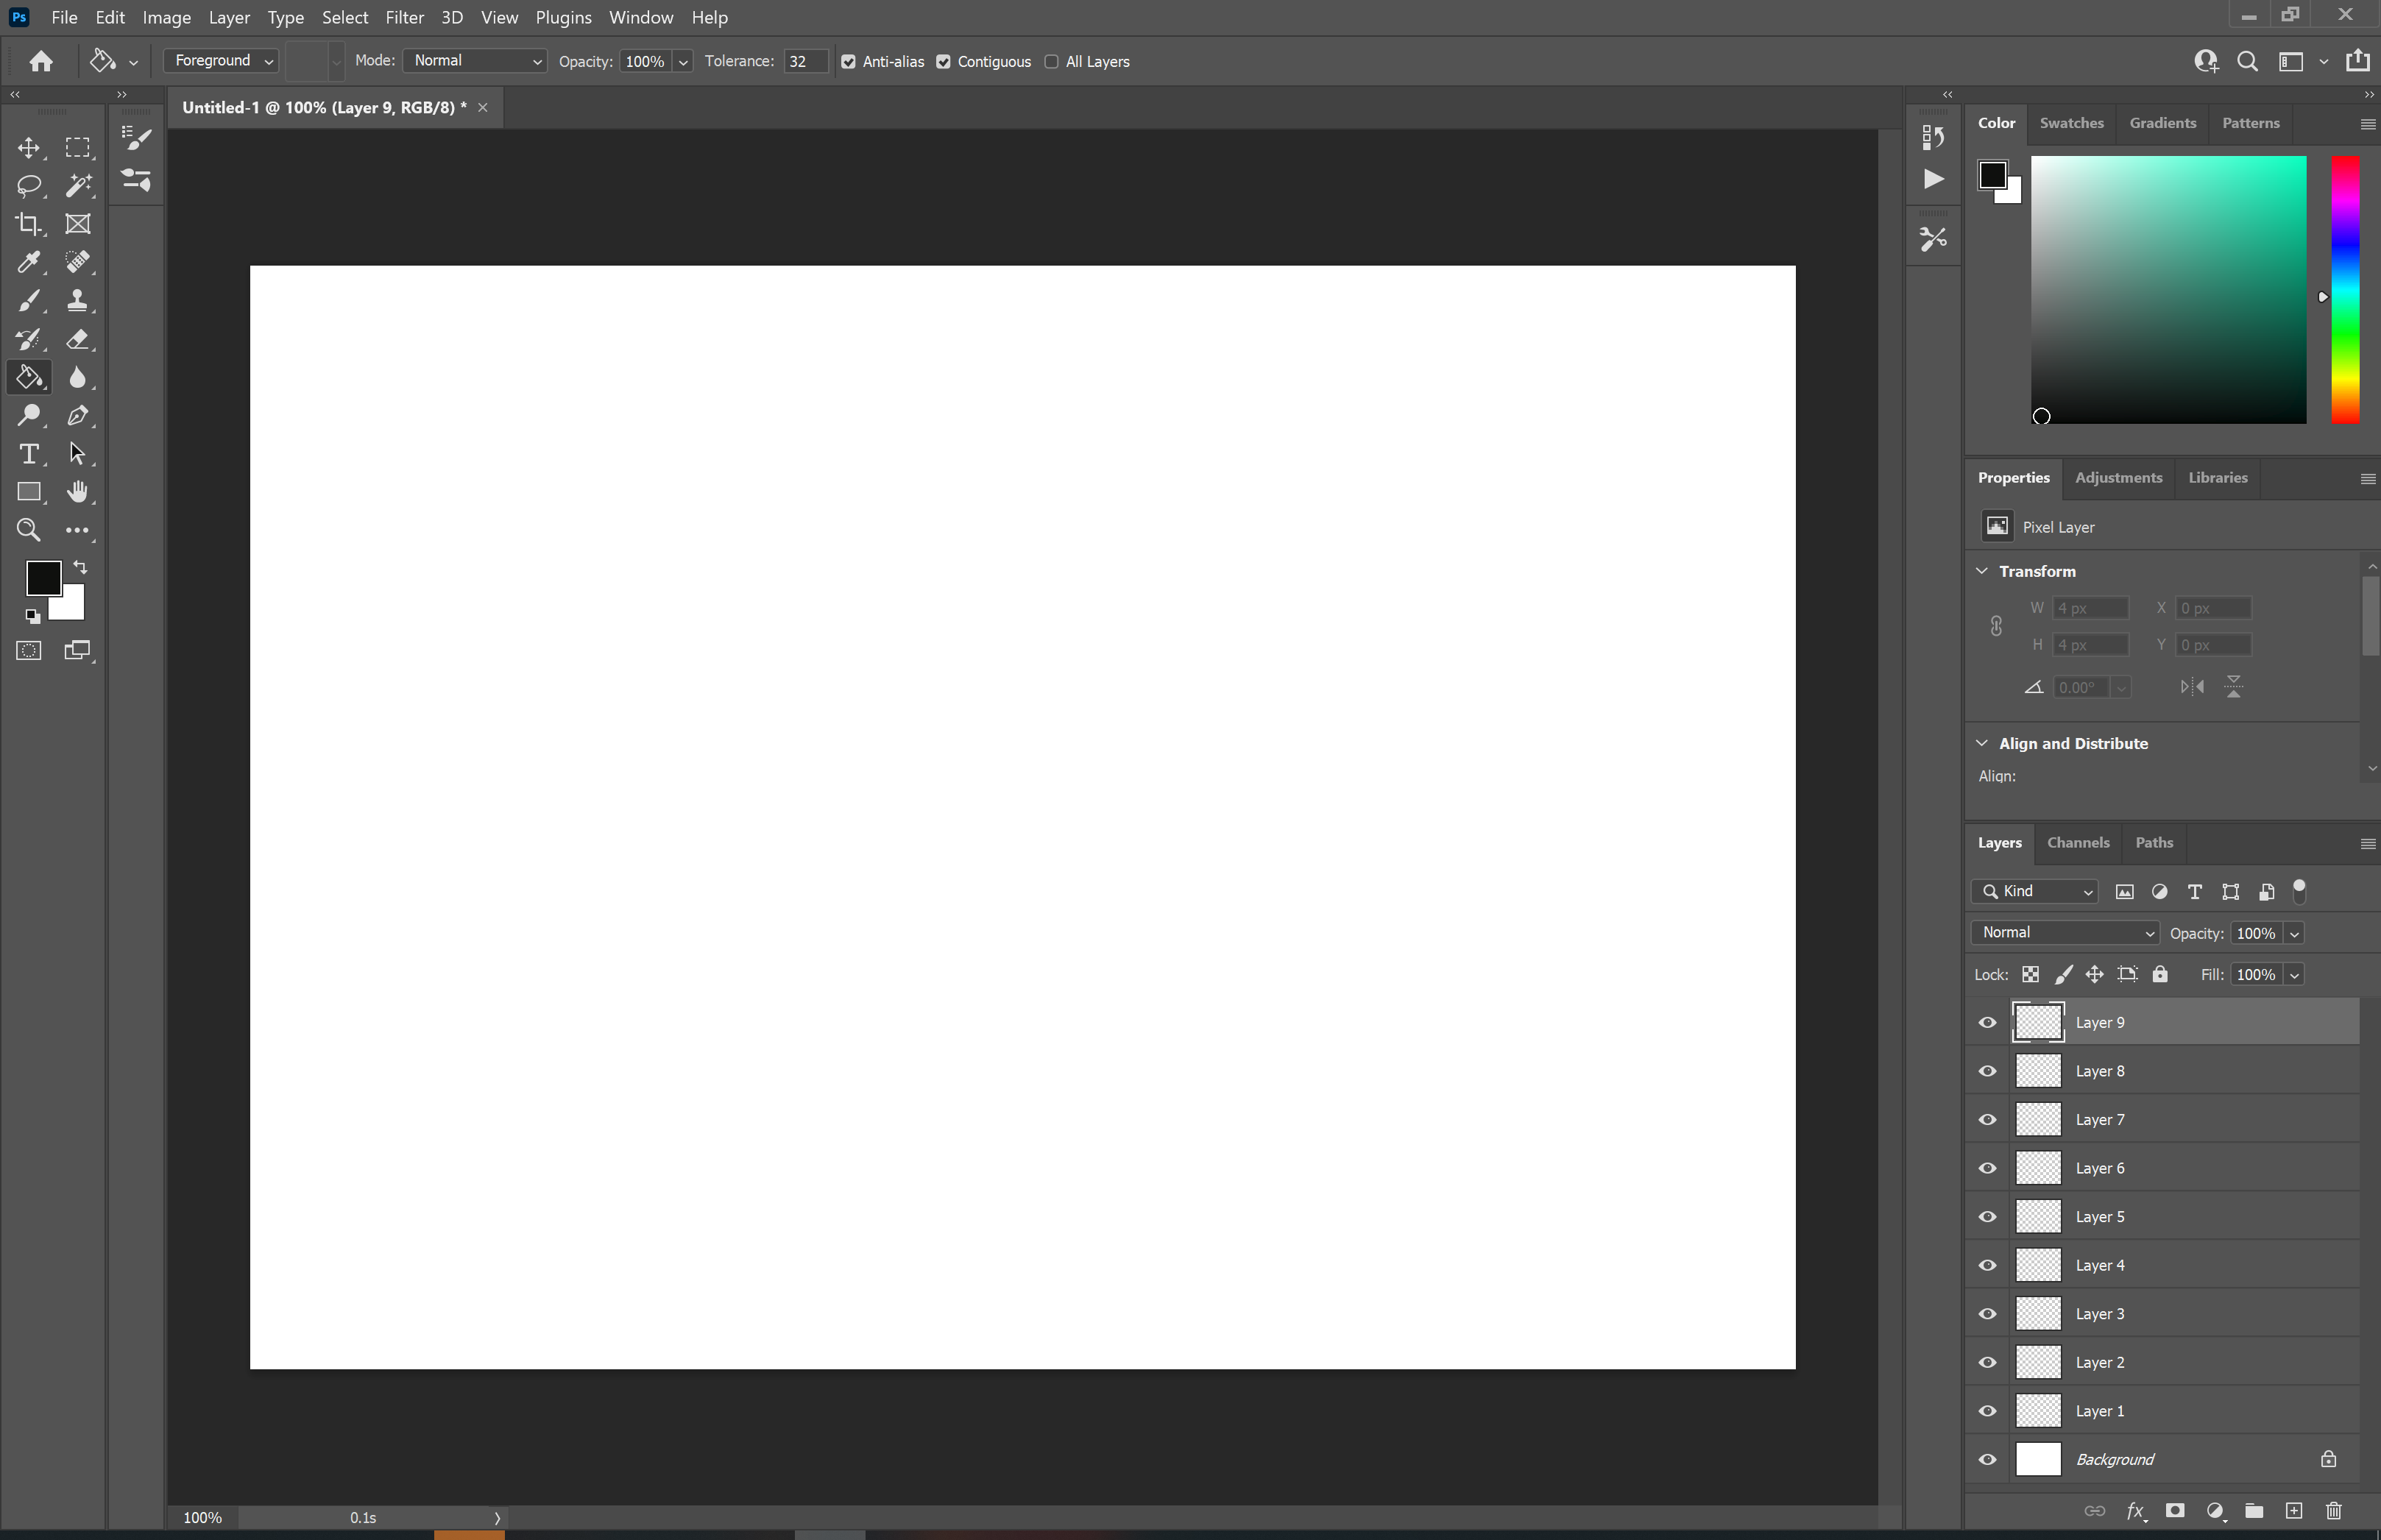 Ps File Edit Image Layer Type Select Filter 3D View Plugins Window Help
Foreground Mode: Normal Opacity: 100% Tolerance: 32 Anti-alias Contiguous All Layers
Untitled-1 @ 100% (Layer 9, RGB/8) *
Color Swatches Gradients Patterns
Properties Adjustments Libraries
Pixel Layer
Transform
W 4 px X 0 px
H 4 px Y 0 px
0.00°
Align and Distribute
Align:
Layers Channels Paths
Kind
Normal Opacity: 100%
Lock: Fill: 100%
Layer 9
Layer 8
Layer 7
Layer 6
Layer 5
Layer 4
Layer 3
Layer 2
Layer 1
Background
fx
100% 0.1s